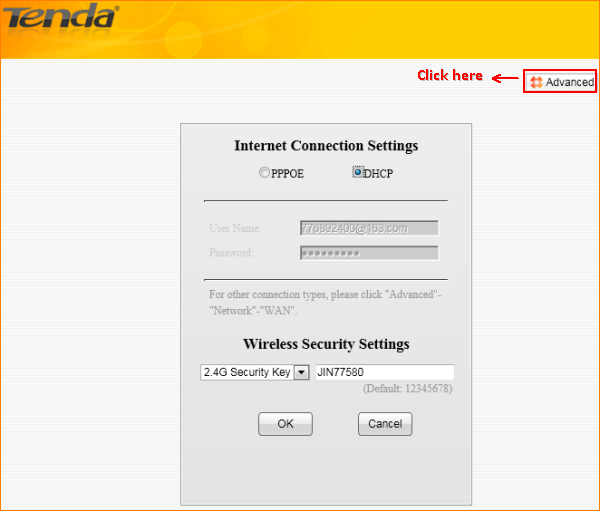 Tenda®
Click here
Advanced
Internet Connection Settings
PPPOE DHCP
User Name: 775892400@163.com
Password: •••••••••
For other connection types, please click "Advanced"-
"Network"-"WAN".
Wireless Security Settings
2.4G Security Key JIN77580
(Default: 12345678)
OK Cancel